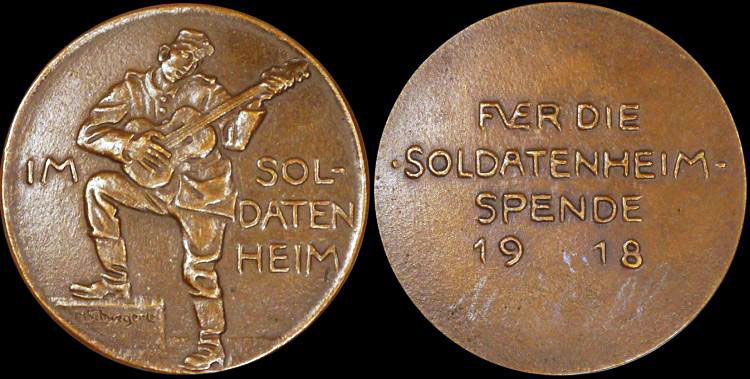 IM SOL-
DATEN
HEIM
FVER DIE
·SOLDATENHEIM-
SPENDE
19 18